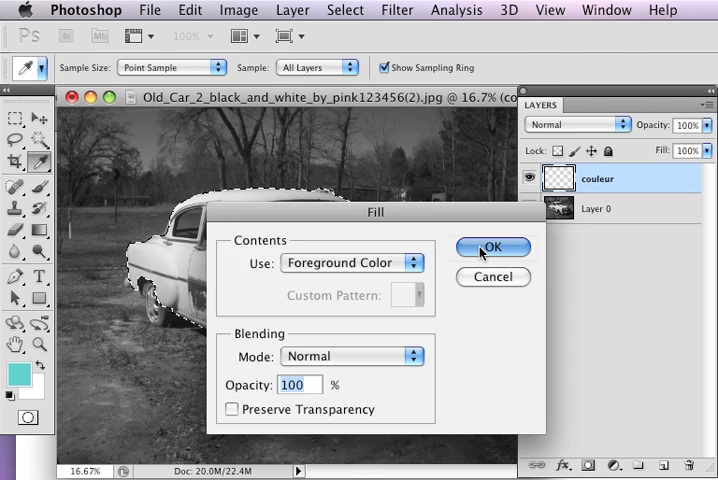 Photoshop File Edit Image Layer Select Filter Analysis 3D View Window Help
Ps Br Mb 100%
Sample Size: Point Sample Sample: All Layers Show Sampling Ring
Old_Car_2_black_and_white_by_pink123456(2).jpg @ 16.7% (co
LAYERS
Normal Opacity: 100%
Lock: Fill: 100%
couleur
Layer 0
Fill
Contents
Use: Foreground Color
Custom Pattern:
OK
Cancel
Blending
Mode: Normal
Opacity: 100 %
Preserve Transparency
T
16.67% Doc: 20.0M/22.4M
fx.